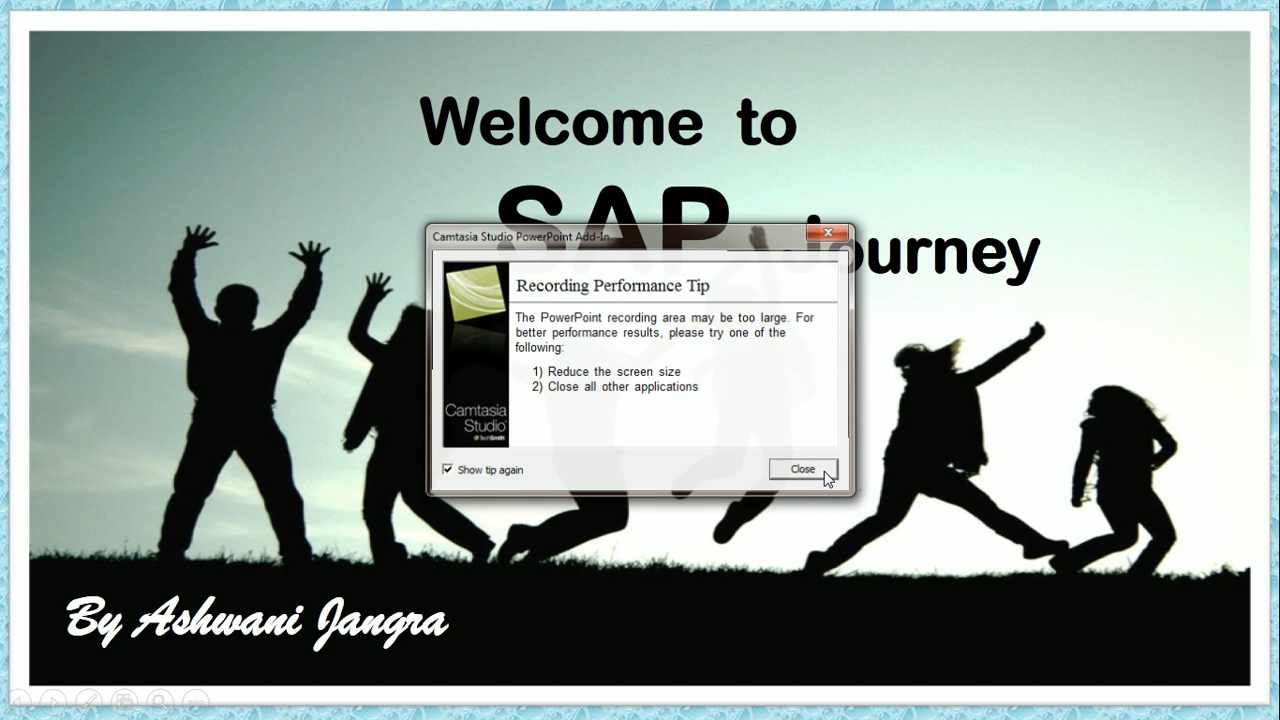 Welcome to
SAP Journey
Camtasia Studio PowerPoint Add-In
Recording Performance Tip
The PowerPoint recording area may be too large. For
better performance results, please try one of the
following:
1) Reduce the screen size
2) Close all other applications
Camtasia
Studio
TechSmith
Show tip again
Close
By Ashwani Jangra